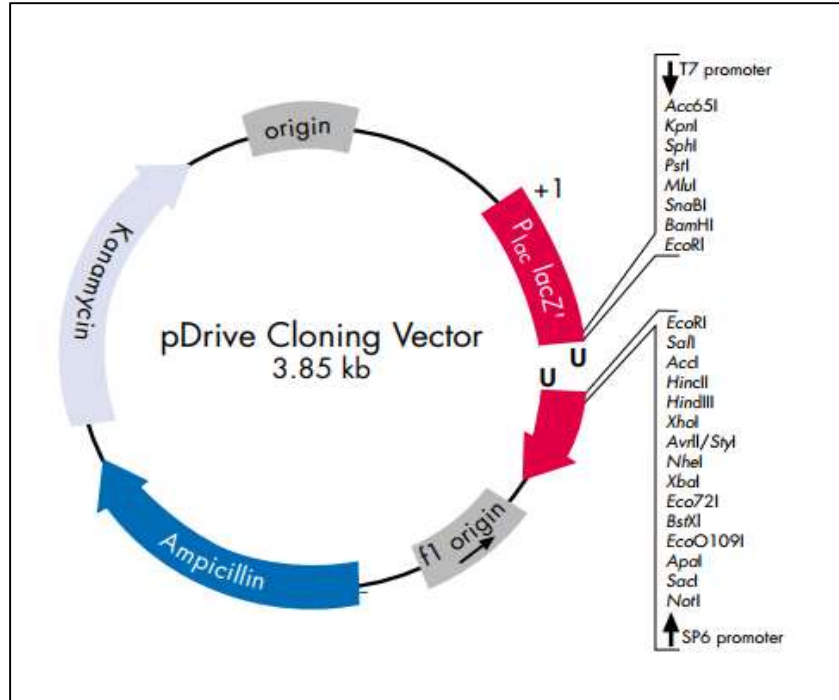 T7 promoter
Acc65I
KpnI
SphI
PstI
MluI
SnaBI
BamHI
EcoRI
origin
+1
Plac lacZ'
Kanamycin
pDrive Cloning Vector
3.85 kb
U
U
EcoRI
SalI
AccI
HincII
HindIII
XhoI
AvrII/StyI
NheI
XbaI
Eco72I
BstXI
EcoO109I
ApaI
SacI
NotI
SP6 promoter
f1 origin
Ampicillin